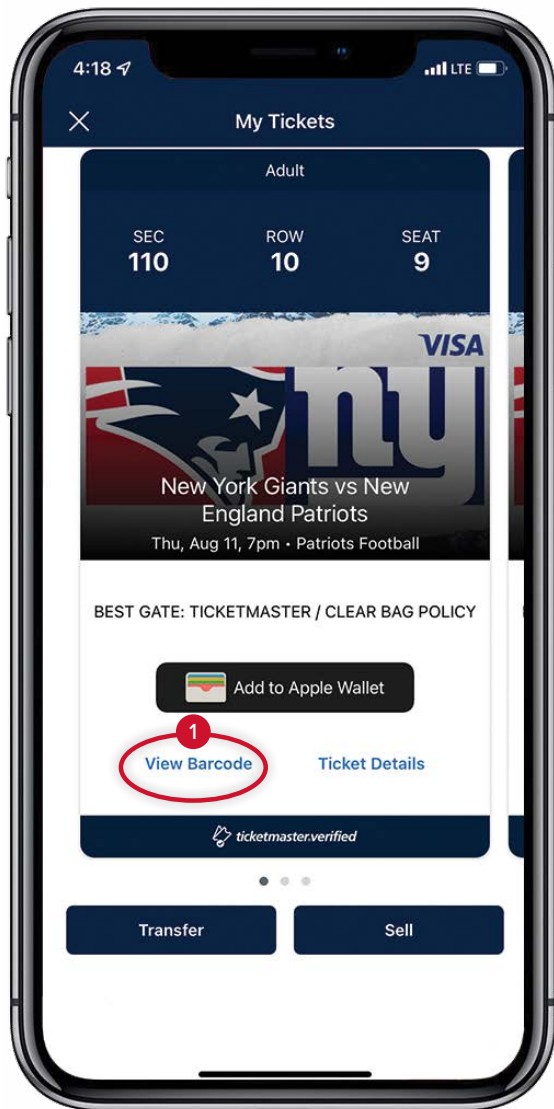 4:18 LTE
My Tickets
Adult
SEC ROW SEAT
110 10 9
VISA
ny
New York Giants vs New
England Patriots
Thu, Aug 11, 7pm • Patriots Football
BEST GATE: TICKETMASTER / CLEAR BAG POLICY
Add to Apple Wallet
1
View Barcode Ticket Details
ticketmaster.verified
Transfer Sell